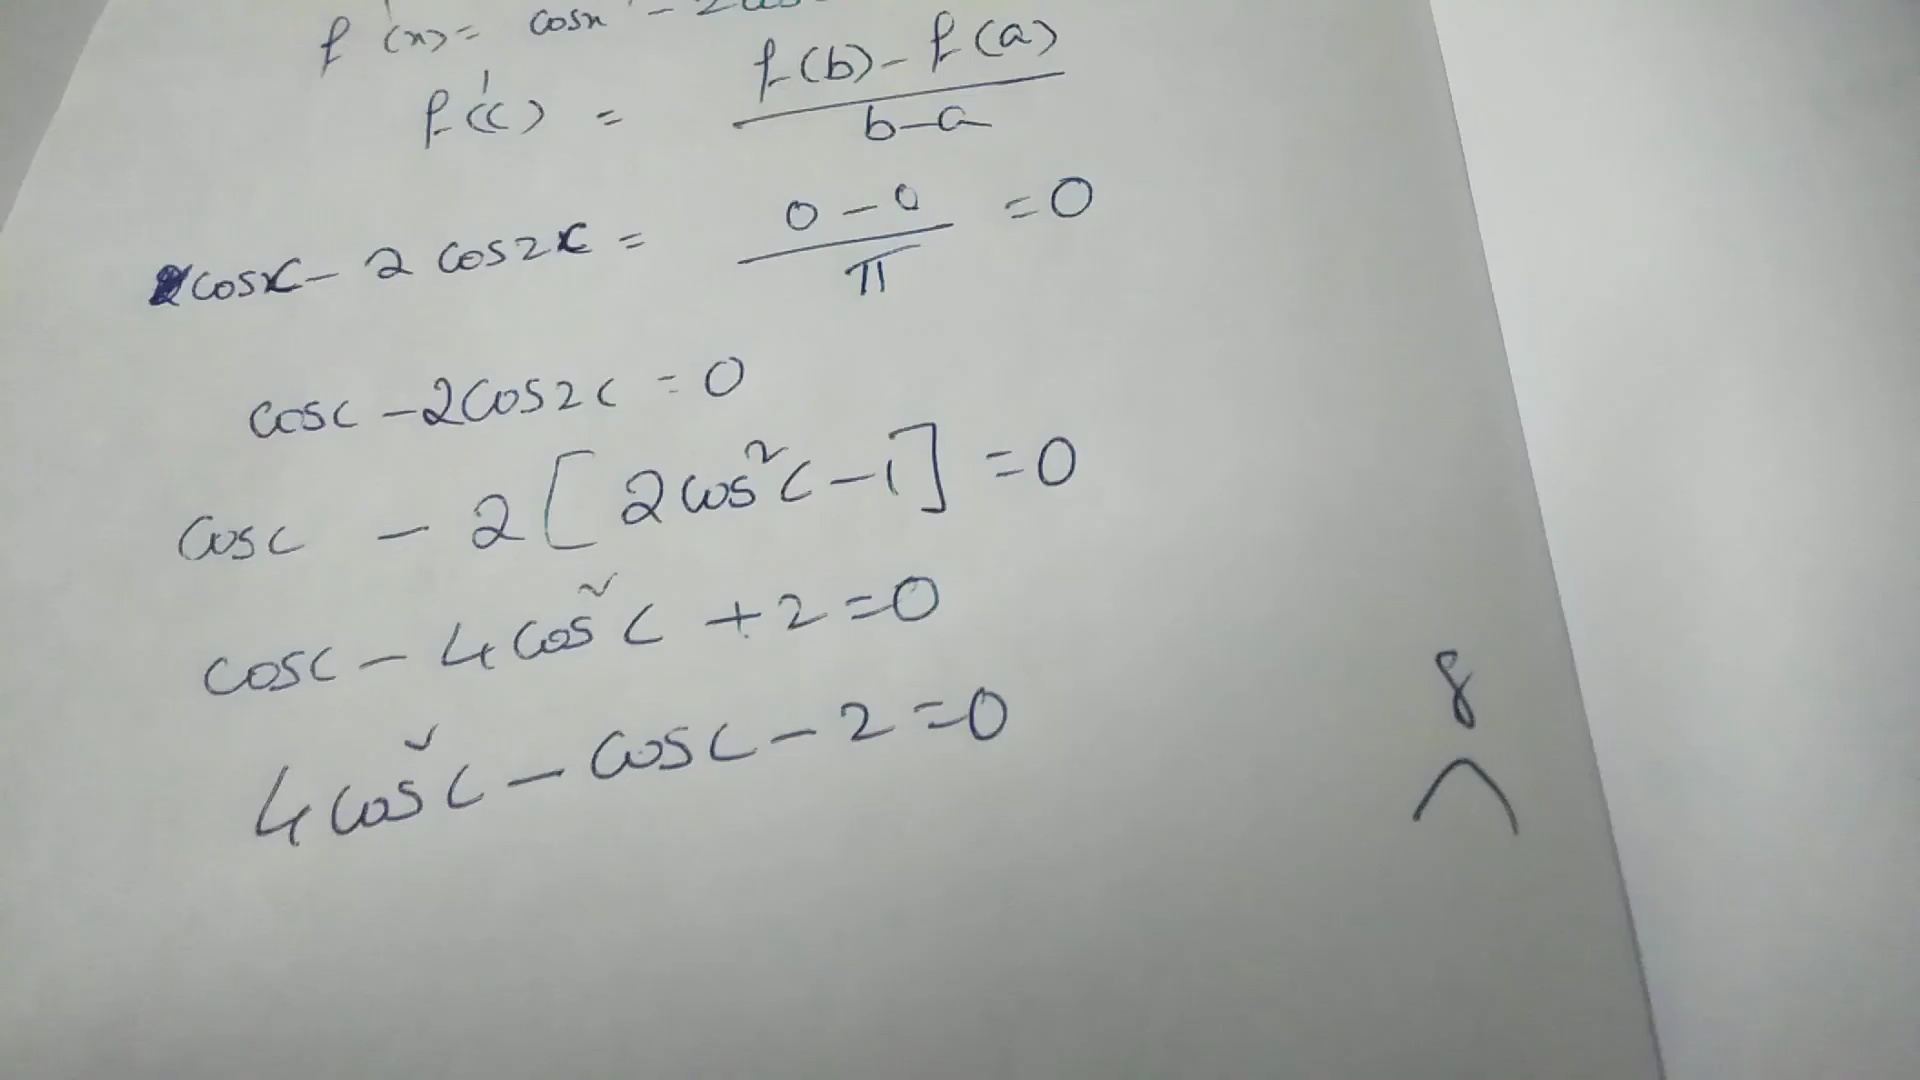 f'(x) = cosx - 2cos
f'(c) = f(b) - f(a) / b-a
cosc - 2 cos2c = 0 - 0 / π = 0
cosc - 2cos2c = 0
cosc - 2[2cos²c - 1] = 0
cosc - 4cos²c + 2 = 0
4cos²c - cosc - 2 = 0
8